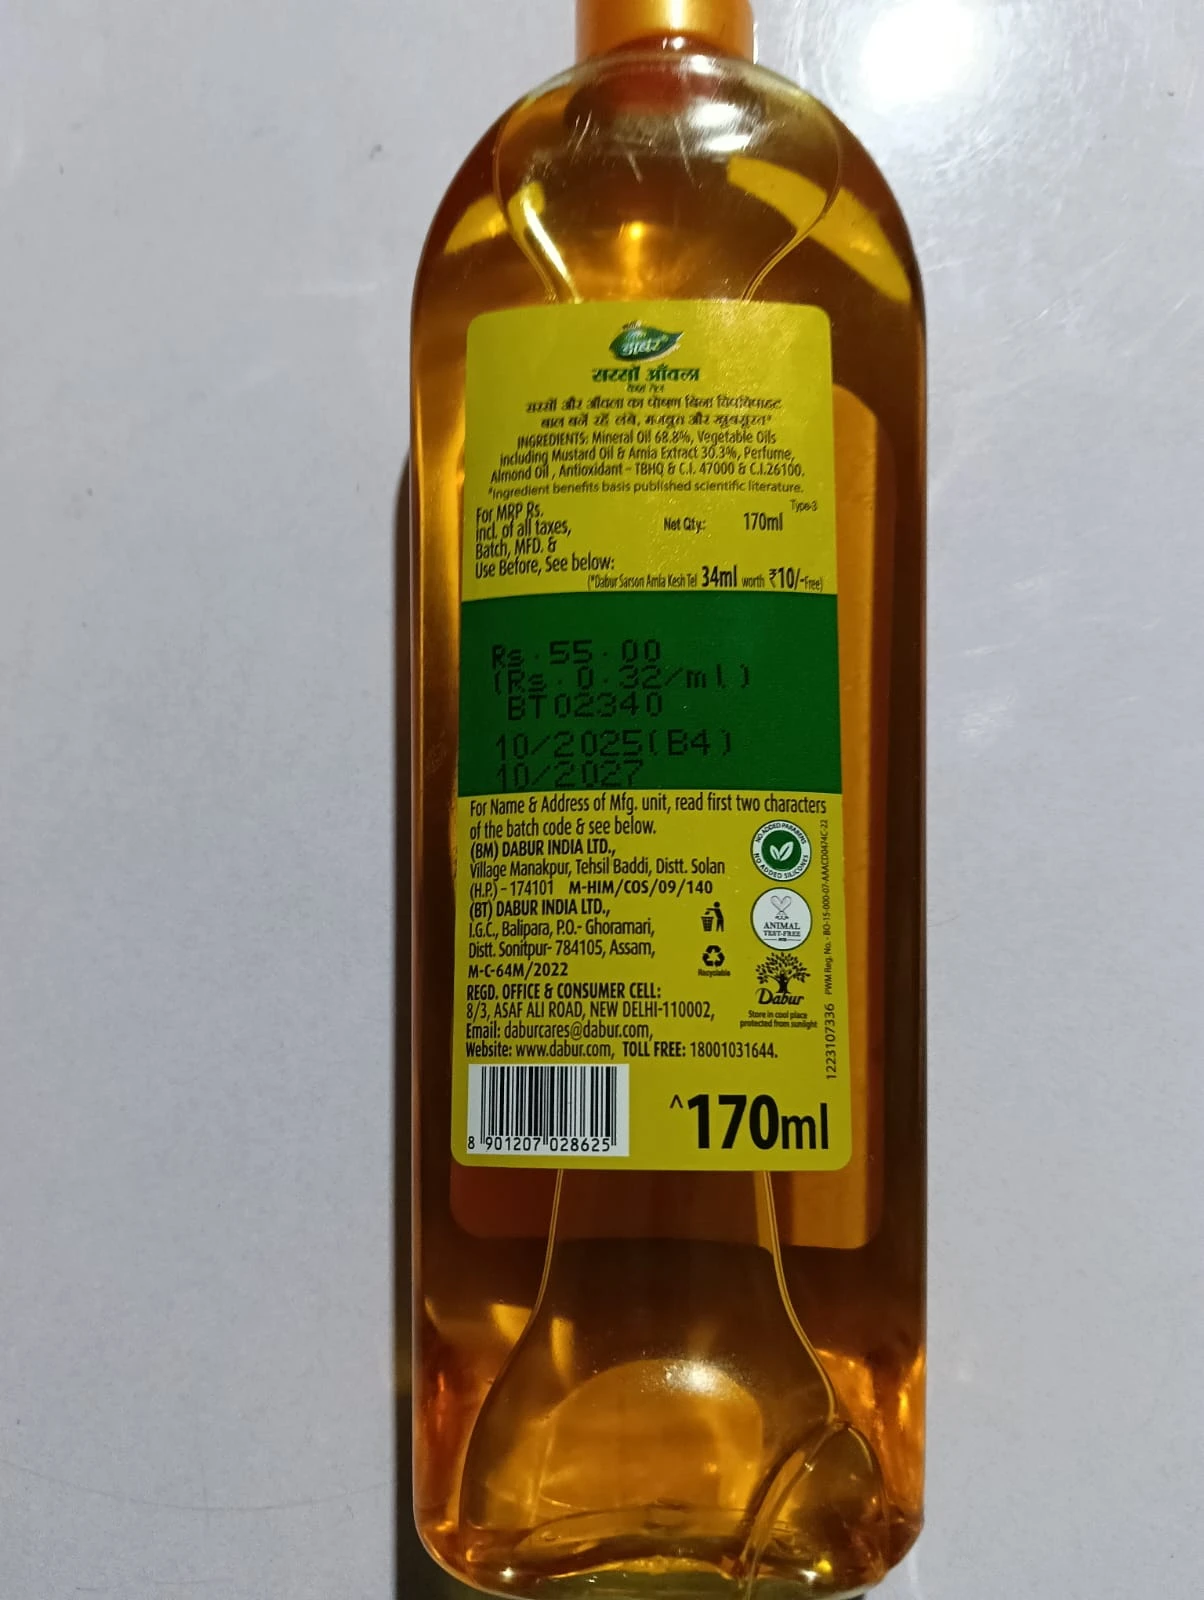 डाबर
सरसों आँवला
केश तेल
सरसों और आँवला का पोषण बिना चिपचिपाहट
बाल बनें रहें लंबे, मजबूत और खूबसूरत*
INGREDIENTS: Mineral Oil 68.8%, Vegetable Oils
including Mustard Oil & Amla Extract 30.3%, Perfume,
Almond Oil, Antioxidant – TBHQ & C.I. 47000 & C.I.26100.
*Ingredient benefits basis published scientific literature.
Type-3
For MRP Rs.
incl. of all taxes,
Batch, MFD. &
Use Before, See below:
Net Qty.: 170ml
(*Dabur Sarson Amla Kesh Tel 34ml worth ₹10/-Free)
Rs.55.00
(Rs.0.32/ml)
BT02340
10/2025(B4)
10/2027
For Name & Address of Mfg. unit, read first two characters
of the batch code & see below.
(BM) DABUR INDIA LTD.,
Village Manakpur, Tehsil Baddi, Distt. Solan
(H.P.) – 174101 M-HIM/COS/09/140
(BT) DABUR INDIA LTD.,
I.G.C., Balipara, P.O.- Ghoramari,
Distt. Sonitpur- 784105, Assam,
M-C-64M/2022
REGD. OFFICE & CONSUMER CELL:
8/3, ASAF ALI ROAD, NEW DELHI-110002,
Email: daburcares@dabur.com,
Website: www.dabur.com, TOLL FREE: 18001031644.
NO ADDED PARABENS
NO ADDED SILICONES
ANIMAL
TEST-FREE
Recyclable
Dabur
Store in cool place
protected from sunlight
1223107336 PWM Reg. No.- BO-15-000-07-AAACD0474C-22
8 901207 028625
^170ml